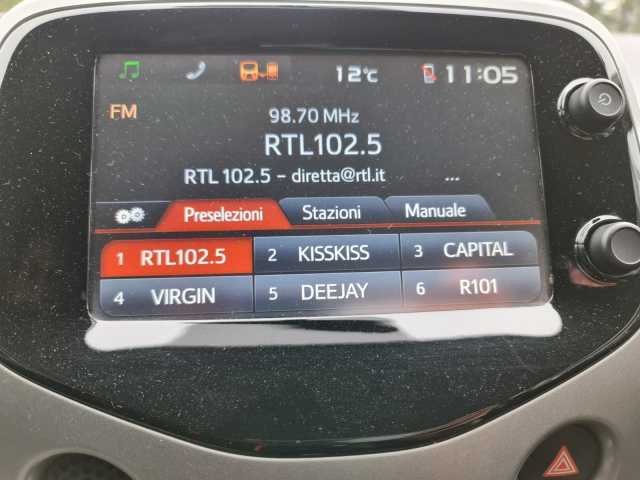 12°C 11:05
FM
98.70 MHz
RTL102.5
RTL 102.5 - diretta@rtl.it ...
Preselezioni Stazioni Manuale
1 RTL102.5 2 KISSKISS 3 CAPITAL
4 VIRGIN 5 DEEJAY 6 R101